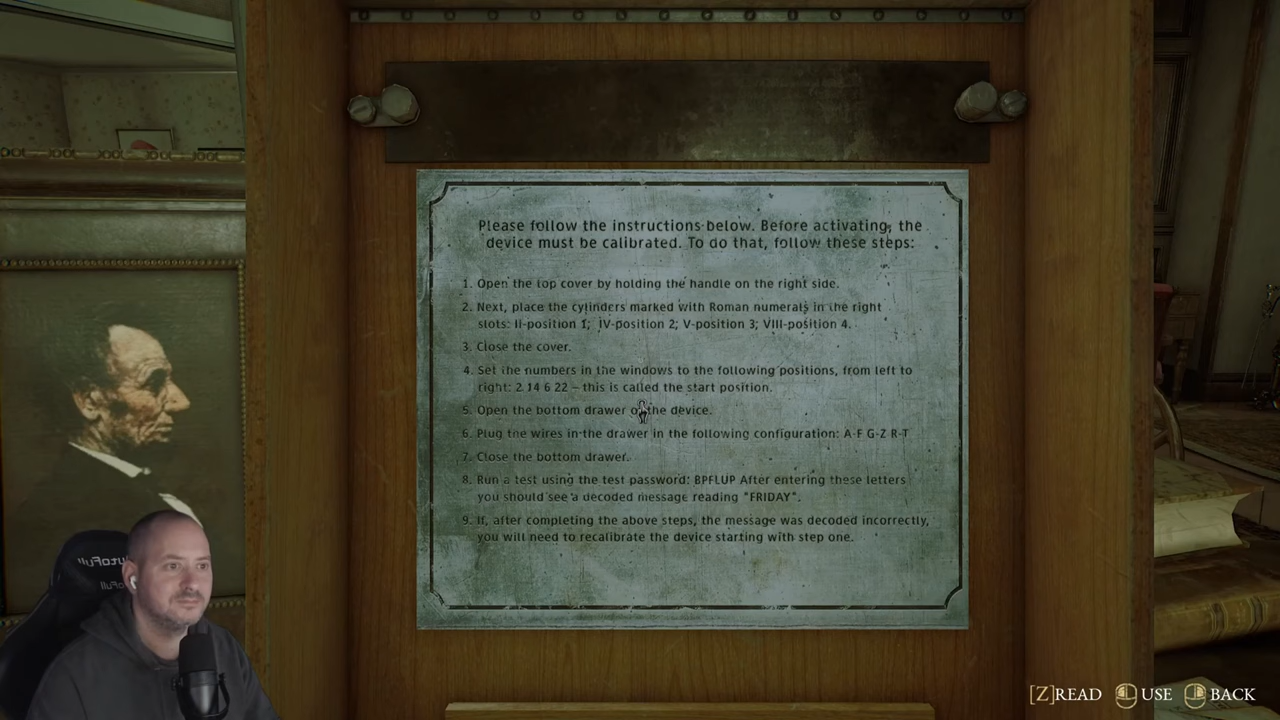 Please follow the instructions below. Before activating, the
device must be calibrated. To do that, follow these steps:
1. Open the top cover by holding the handle on the right side.
2. Next, place the cylinders marked with Roman numerals in the right
slots: II-position 1; IV-position 2; V-position 3; VIII-position 4.
3. Close the cover.
4. Set the numbers in the windows to the following positions, from left to
right: 2 14 6 22 – this is called the start position.
5. Open the bottom drawer of the device.
6. Plug the wires in the drawer in the following configuration: A-F G-Z R-T
7. Close the bottom drawer.
8. Run a test using the test password: BPFLUP After entering these letters
you should see a decoded message reading "FRIDAY".
9. If, after completing the above steps, the message was decoded incorrectly,
you will need to recalibrate the device starting with step one.
AutoFull
[Z]READ USE BACK